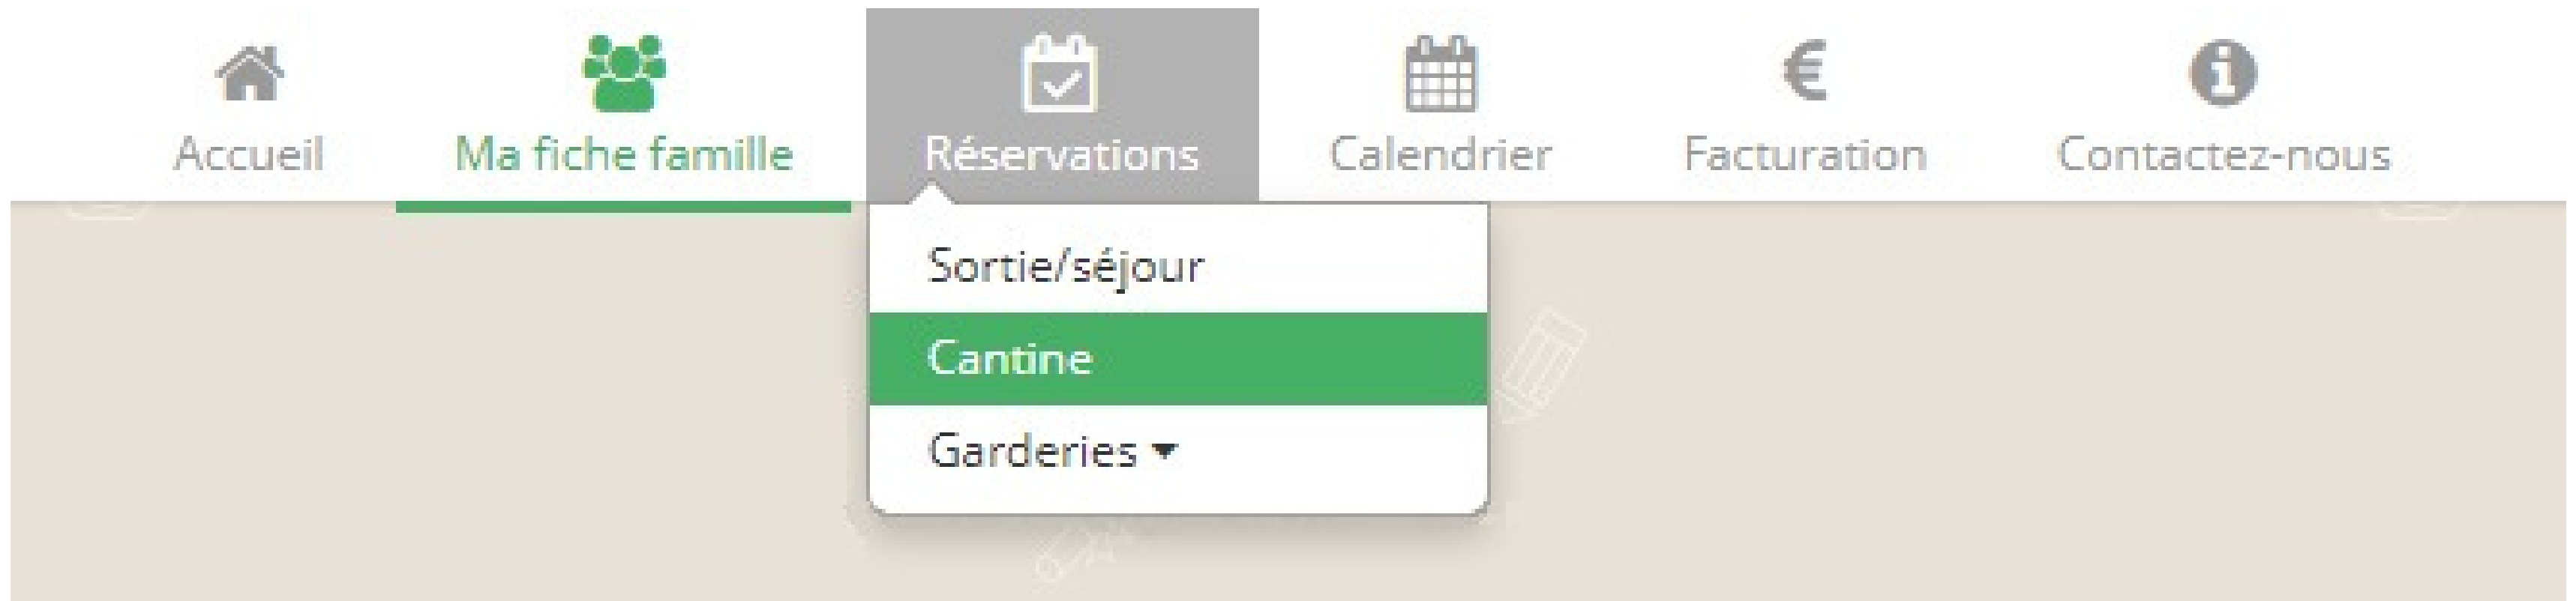 Accueil Ma fiche famille Réservations Calendrier Facturation Contactez-nous
Sortie/séjour
Cantine
Garderies